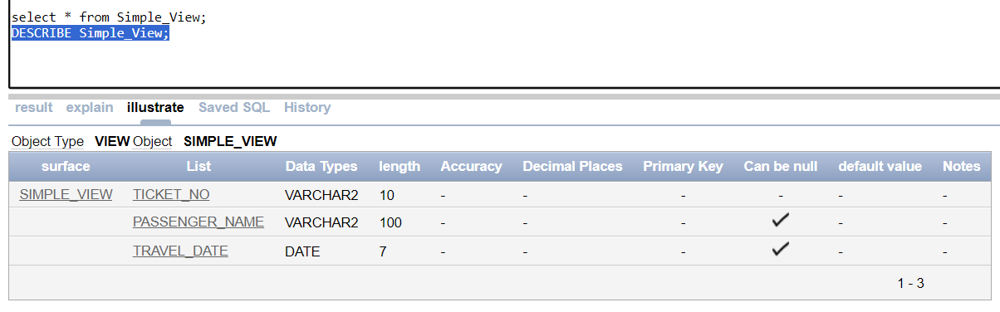 select * from Simple_View;
DESCRIBE Simple_View;
result explain illustrate Saved SQL History
Object Type VIEW Object SIMPLE_VIEW
surface List Data Types length Accuracy Decimal Places Primary Key Can be null default value Notes
SIMPLE_VIEW TICKET_NO VARCHAR2 10 - - - - - -
PASSENGER_NAME VARCHAR2 100 - - - ✓ - -
TRAVEL_DATE DATE 7 - - - ✓ - -
1 - 3